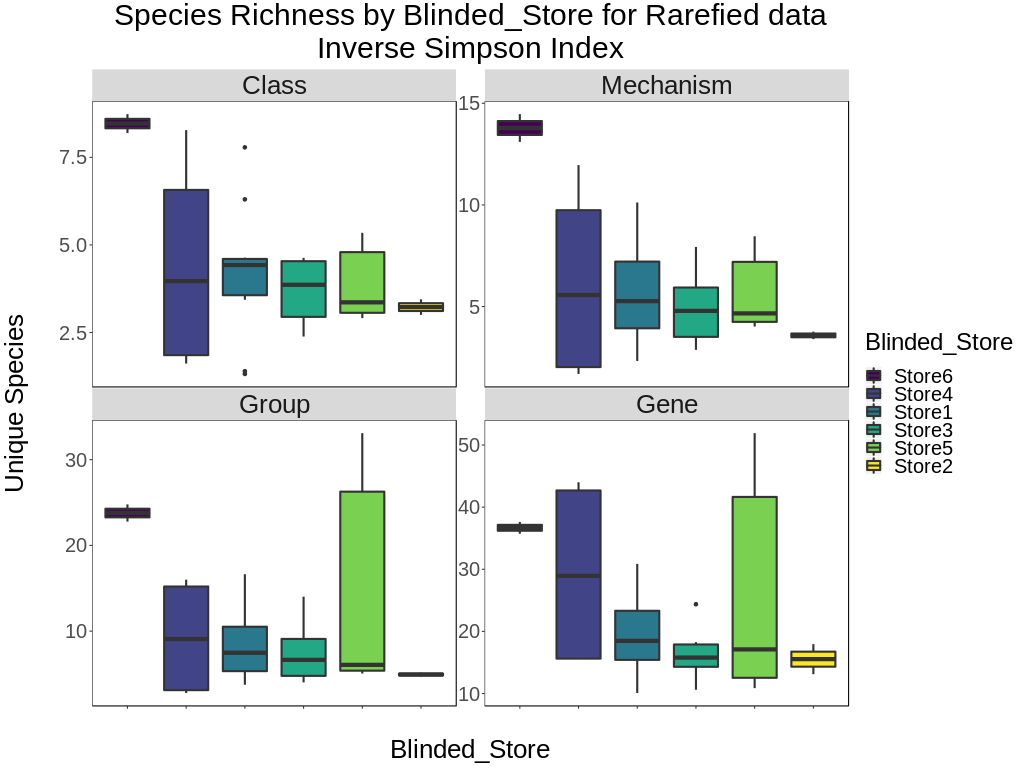 Species Richness by Blinded_Store for Rarefied data
Inverse Simpson Index
Class
Mechanism
7.5
5.0
2.5
15
10
5
Group
Gene
30
20
10
50
40
30
20
10
Unique Species
Blinded_Store
Blinded_Store
Store6
Store4
Store1
Store3
Store5
Store2